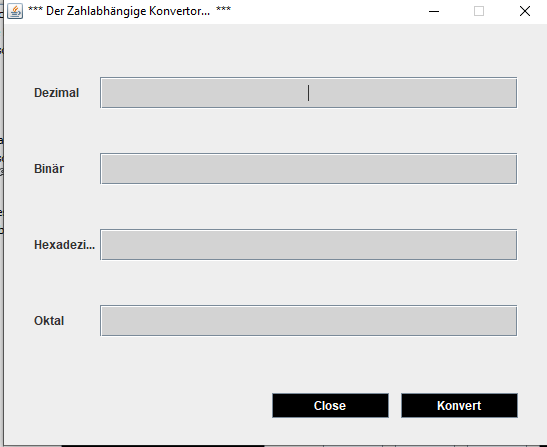 *** Der Zahlabhängige Konvertor... ***
Dezimal
Binär
Hexadezi...
Oktal
Close
Konvert